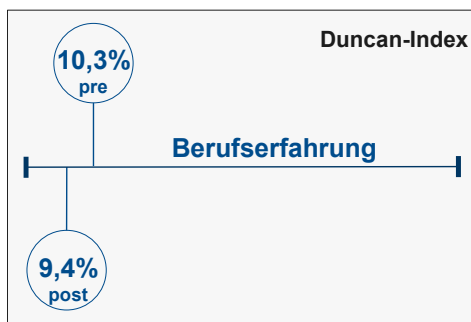 Duncan-Index
10,3%
pre
Berufserfahrung
9,4%
post